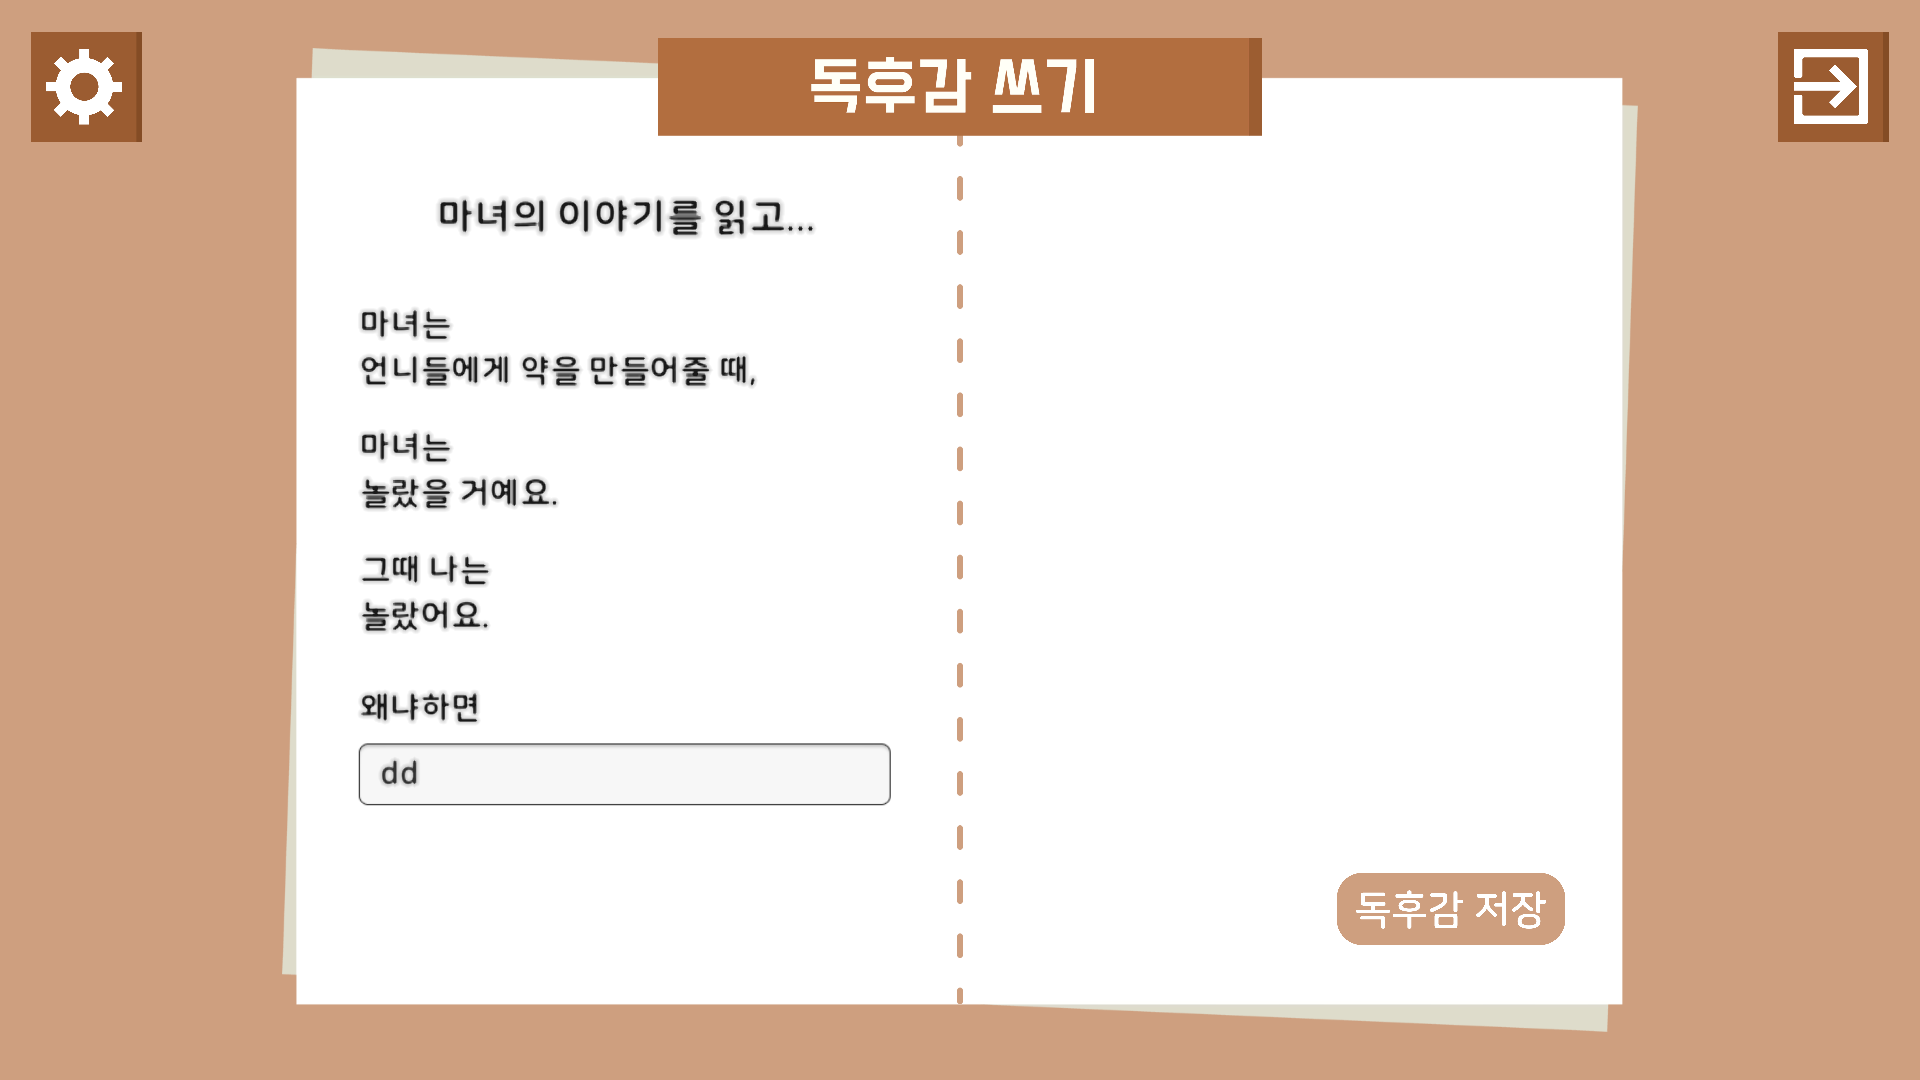 독후감 쓰기
마녀의 이야기를 읽고...
마녀는
언니들에게 약을 만들어줄 때,
마녀는
놀랐을 거예요.
그때 나는
놀랐어요.
왜냐하면
dd
독후감 저장